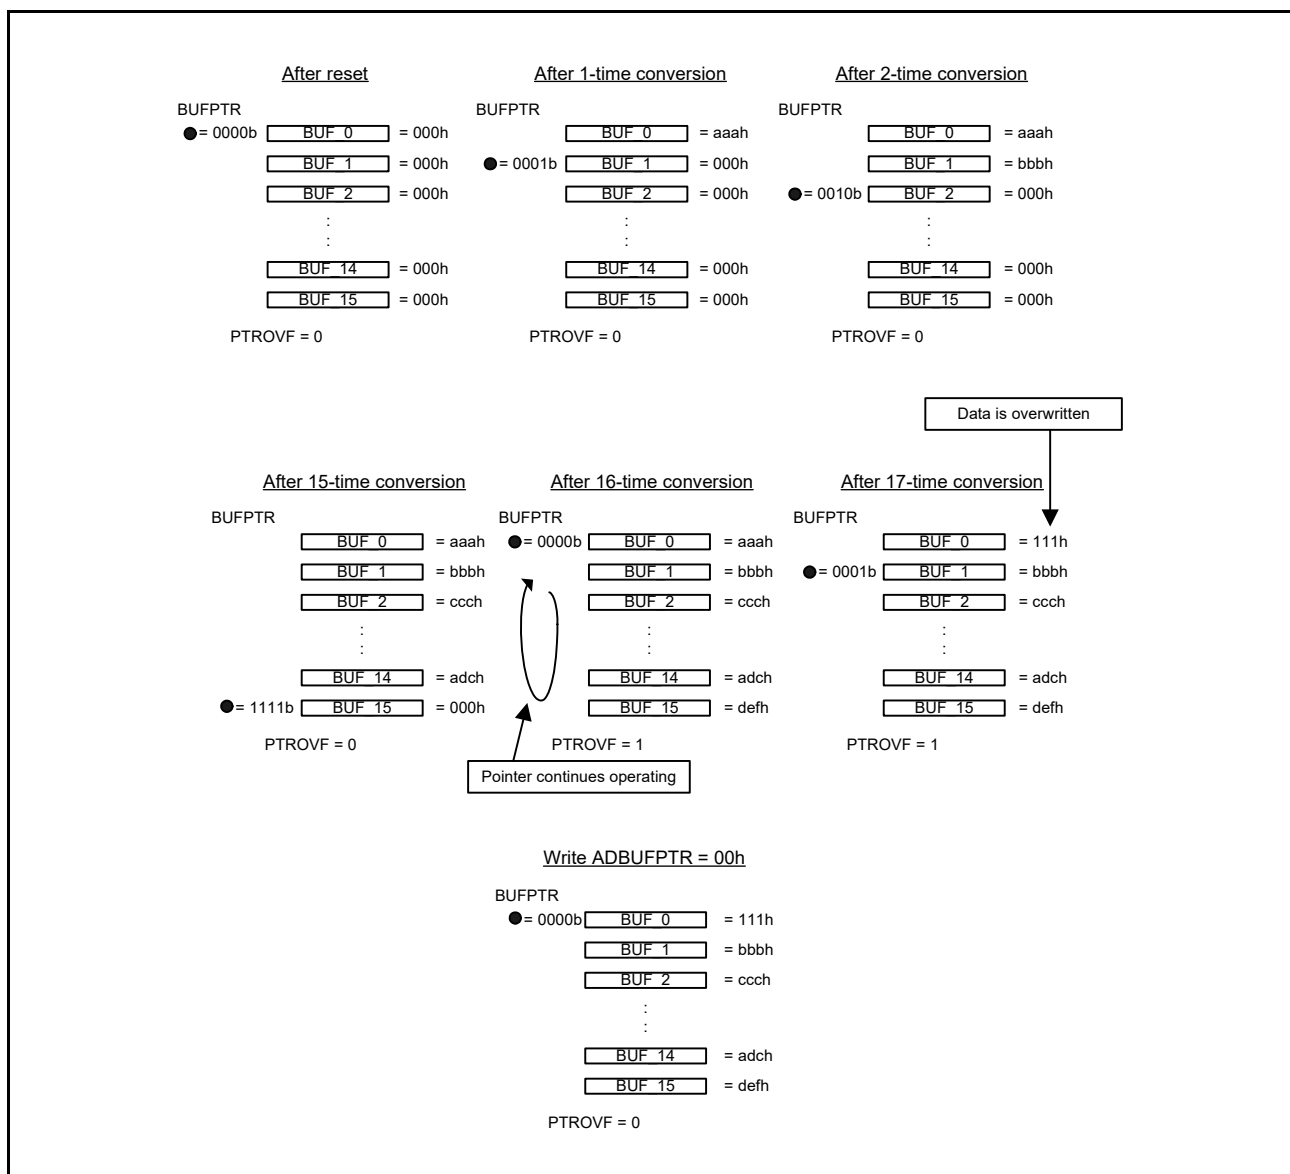 After reset
BUFPTR
= 0000b BUF_0 = 000h
BUF_1 = 000h
BUF_2 = 000h
:
:
BUF_14 = 000h
BUF_15 = 000h
PTROVF = 0
After 1-time conversion
BUFPTR
BUF_0 = aaah
= 0001b BUF_1 = 000h
BUF_2 = 000h
:
:
BUF_14 = 000h
BUF_15 = 000h
PTROVF = 0
After 2-time conversion
BUFPTR
BUF_0 = aaah
BUF_1 = bbbh
= 0010b BUF_2 = 000h
:
:
BUF_14 = 000h
BUF_15 = 000h
PTROVF = 0
Data is overwritten
After 15-time conversion
BUFPTR
BUF_0 = aaah
BUF_1 = bbbh
BUF_2 = ccch
:
:
BUF_14 = adch
= 1111b BUF_15 = 000h
PTROVF = 0
After 16-time conversion
BUFPTR
= 0000b BUF_0 = aaah
BUF_1 = bbbh
BUF_2 = ccch
:
:
BUF_14 = adch
BUF_15 = defh
PTROVF = 1
Pointer continues operating
After 17-time conversion
BUFPTR
BUF_0 = 111h
= 0001b BUF_1 = bbbh
BUF_2 = ccch
:
:
BUF_14 = adch
BUF_15 = defh
PTROVF = 1
Write ADBUFPTR = 00h
BUFPTR
= 0000b BUF_0 = 111h
BUF_1 = bbbh
BUF_2 = ccch
:
:
BUF_14 = adch
BUF_15 = defh
PTROVF = 0